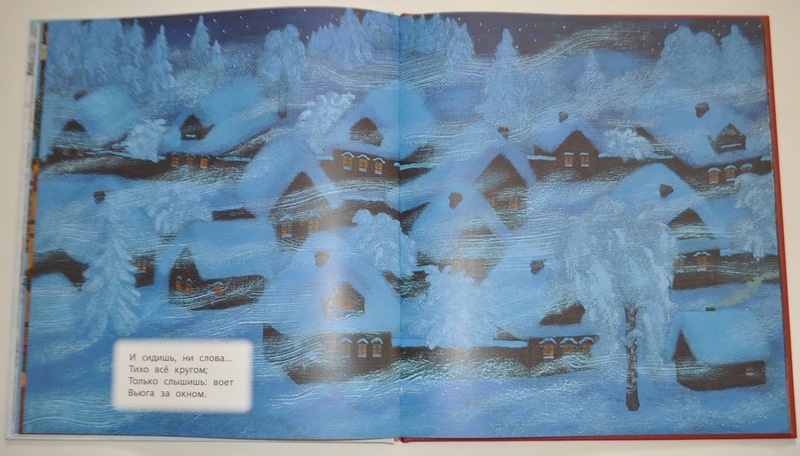 И сидишь, ни слова...
Тихо всё кругом;
Только слышишь: воет
Вьюга за окном.